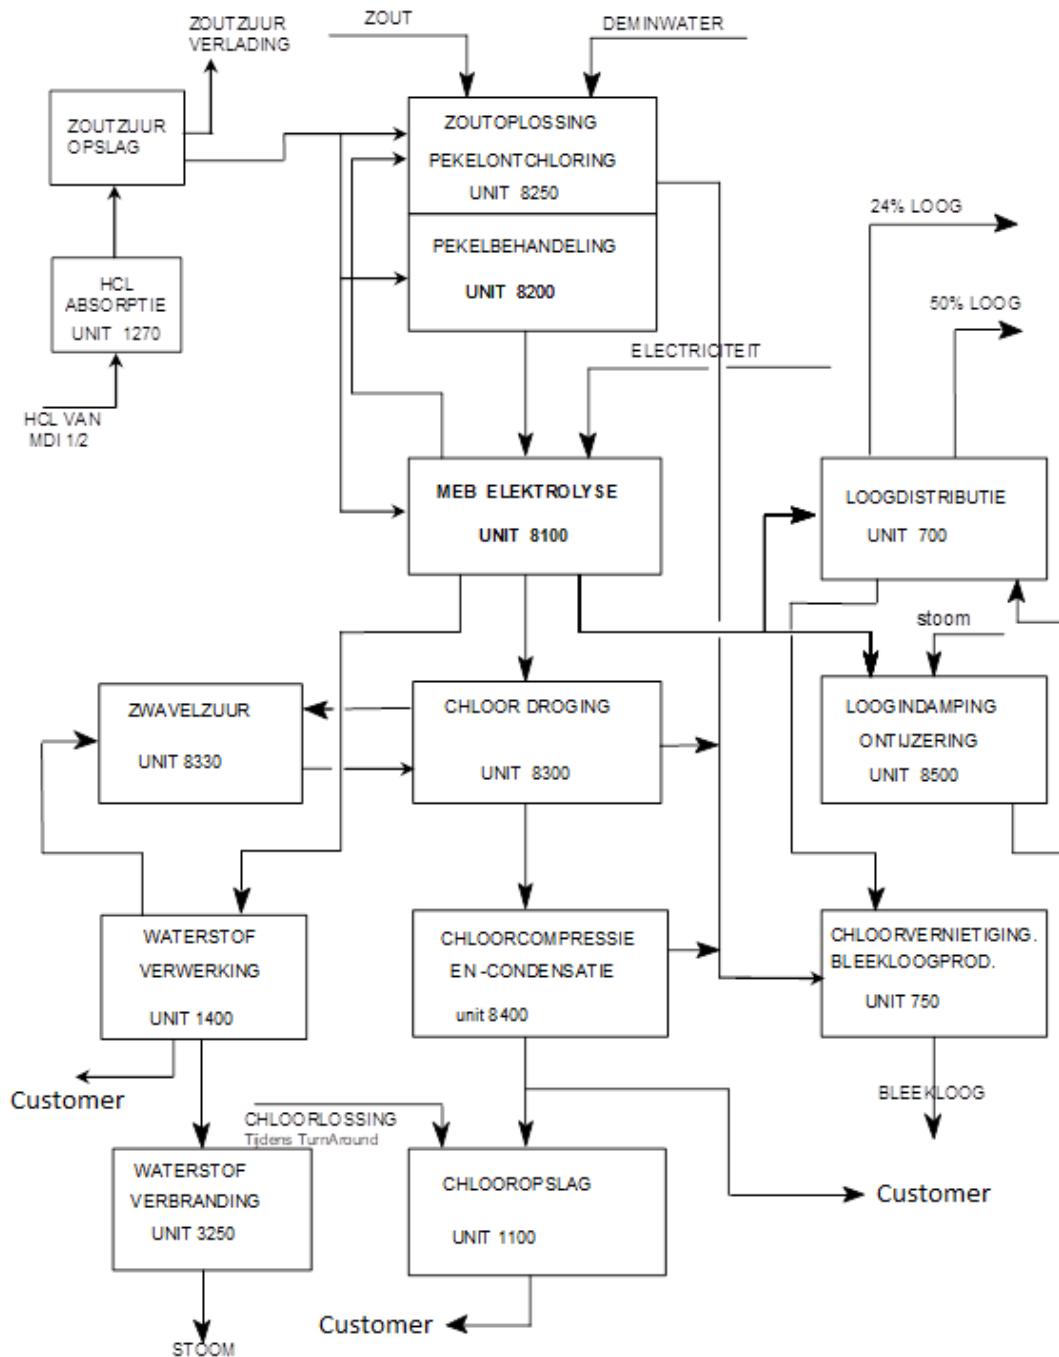 ZOUTZUUR
VERLADING
ZOUT
DEMINWATER
ZOUTZUUR
OPSLAG
ZOUTOPLOSSING
PEKELONTCHLORING
UNIT 8250
24% LOOG
PEKELBEHANDELING
UNIT 8200
HCL
ABSORPTIE
UNIT 1270
50% LOOG
ELECTRICITEIT
HCL VAN
MDI 1/2
MEB ELEKTROLYSE
UNIT 8100
LOOGDISTRIBUTIE
UNIT 700
stoom
ZWAVELZUUR
UNIT 8330
CHLOOR DROGING
UNIT 8300
LOOGINDAMPING
ONTIJZERING
UNIT 8500
WATERSTOF
VERWERKING
UNIT 1400
CHLOORCOMPRESSIE
EN -CONDENSATIE
unit 8400
CHLOORVERNIETIGING.
BLEEKLOOGPROD.
UNIT 750
Customer
BLEEKLOOG
CHLOORLOSSING
Tijdens TurnAround
WATERSTOF
VERBRANDING
UNIT 3250
CHLOOROPSLAG
UNIT 1100
Customer
Customer
STOOM